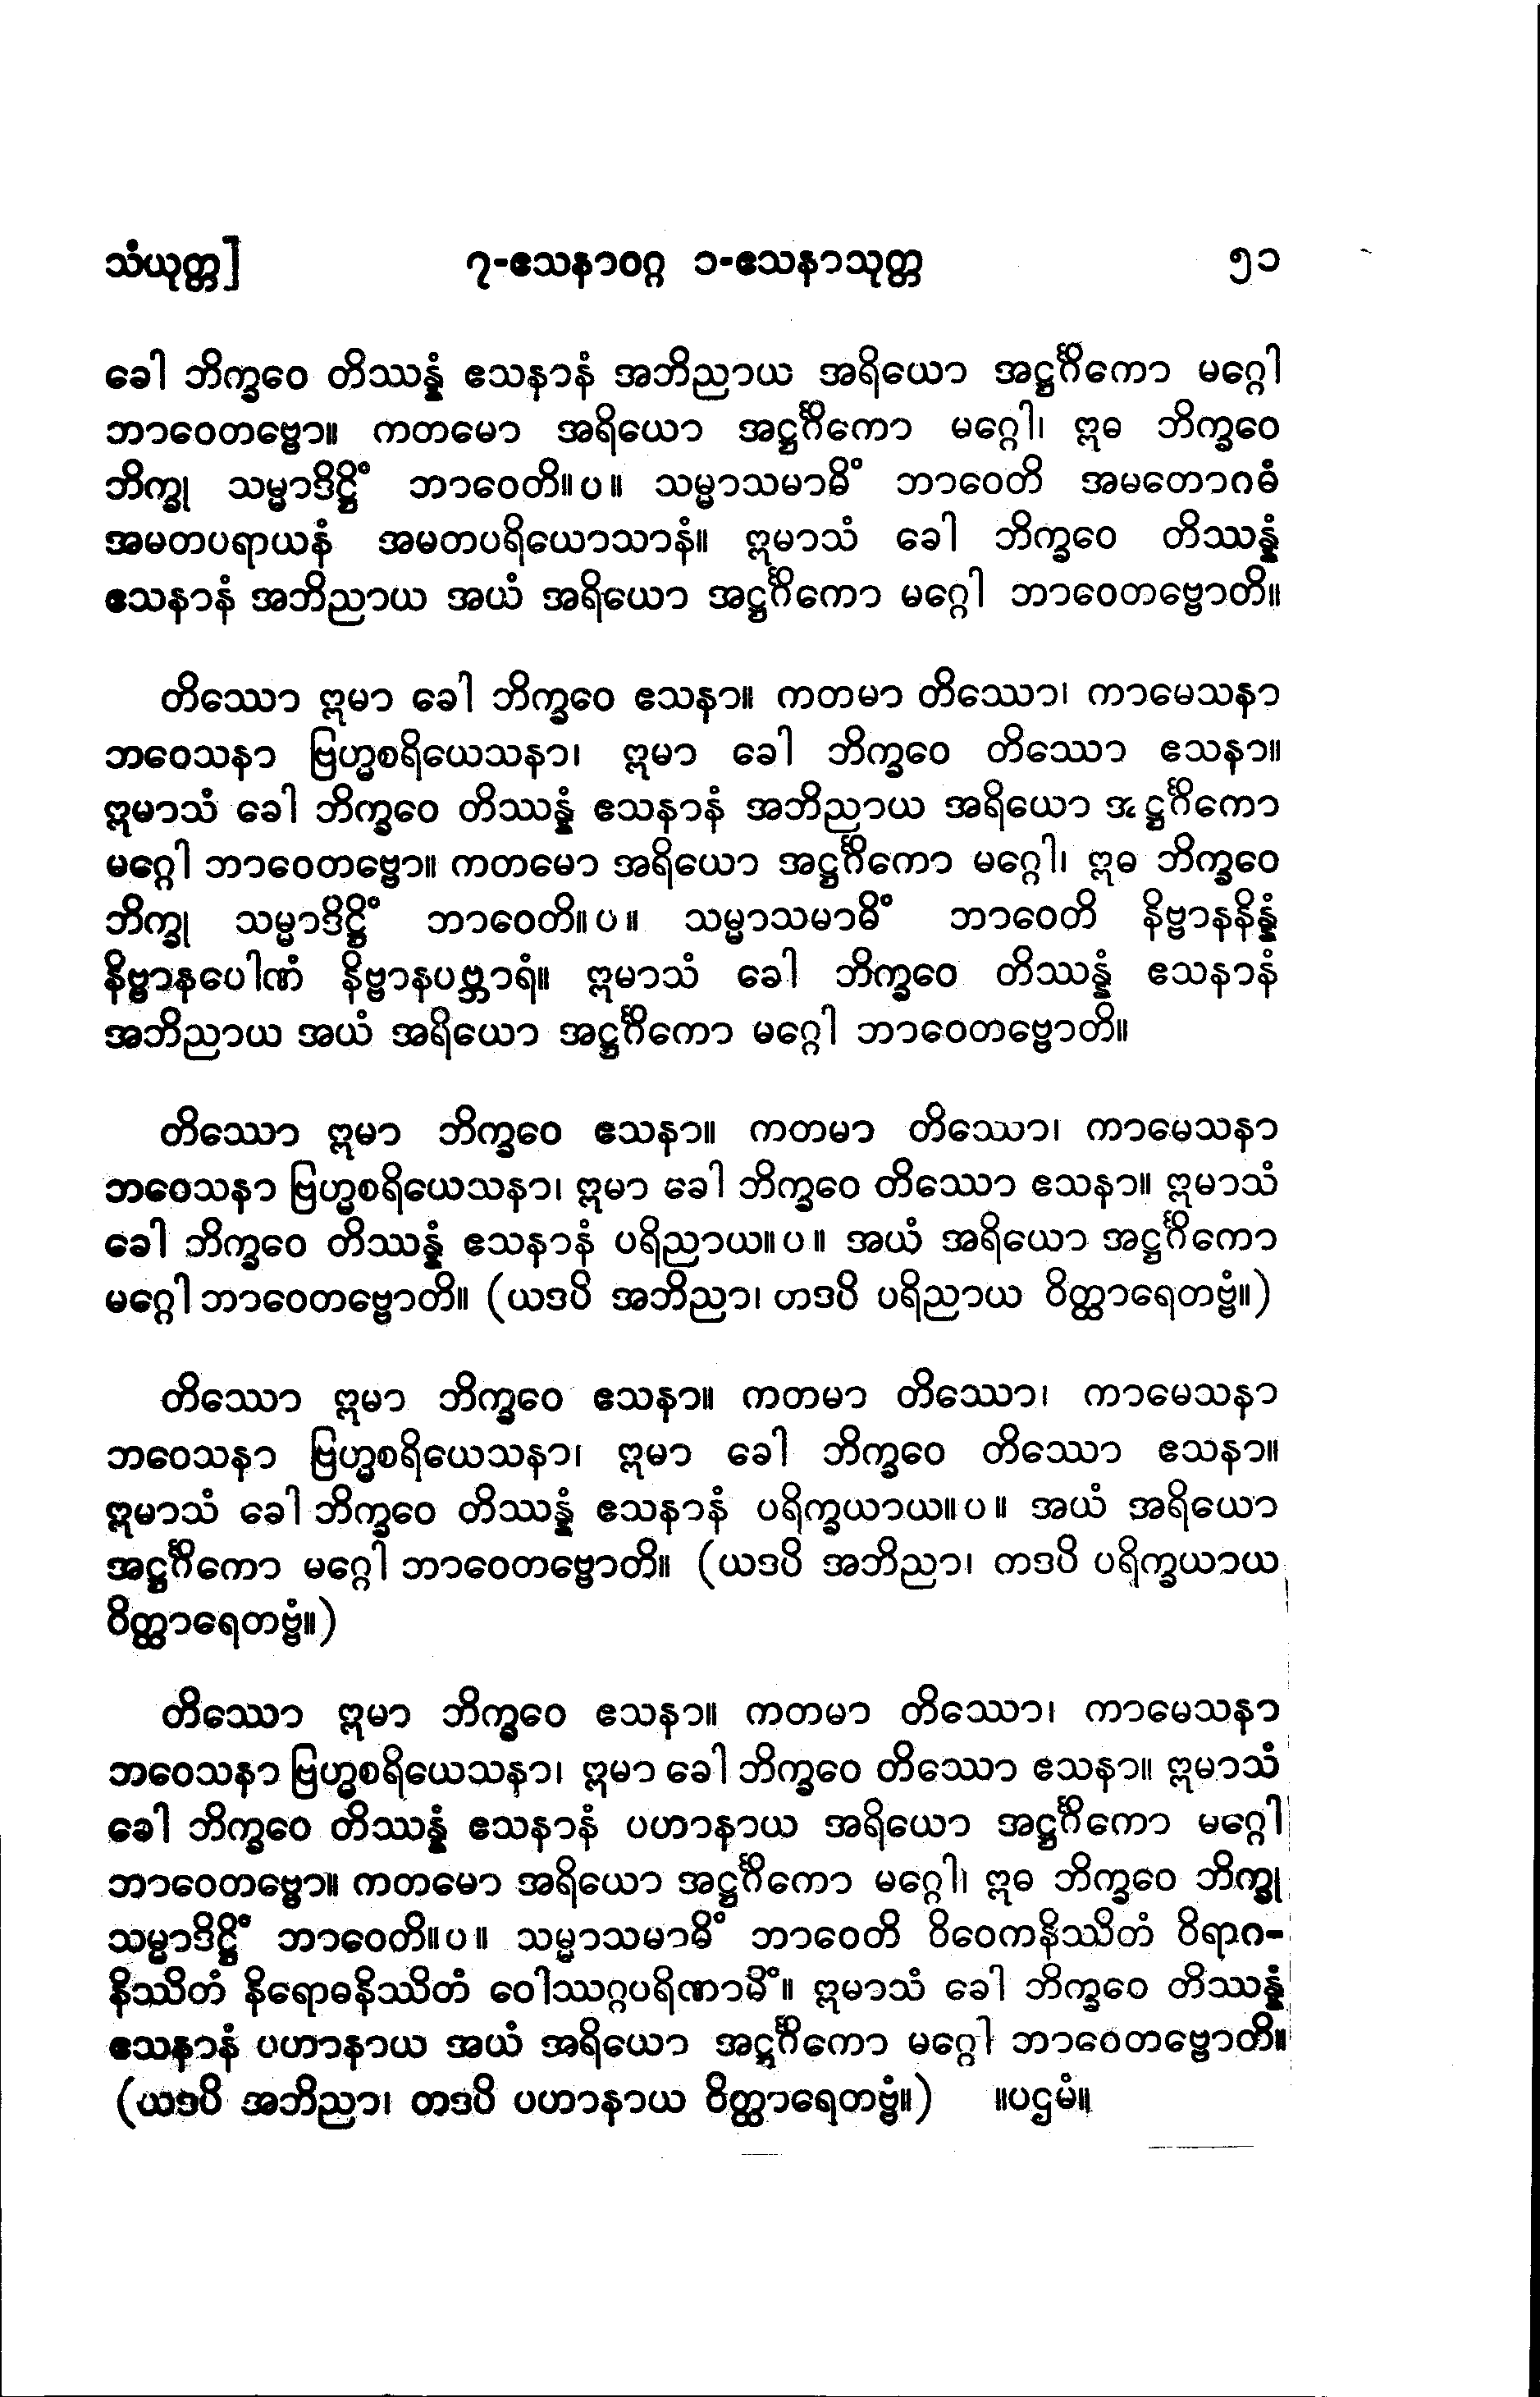 သံယုတ္တ] ၇-ဧသနာဝဂ္ဂ ၁-ဧသနာသုတ္တ ၅၁
ခေါ ဘိက္ခဝေ တိဿန္နံ ဧသနာနံ အဘိညာယ အရိယော အဋ္ဌင်္ဂိကော မဂ္ဂေါ
ဘာဝေတဗ္ဗော။ ကတမော အရိယော အဋ္ဌင်္ဂိကော မဂ္ဂေါ၊ ဣဓ ဘိက္ခဝေ
ဘိက္ခု သမ္မာဒိဋ္ဌိံ ဘာဝေတိ။ပ။ သမ္မာသမာဓိံ ဘာဝေတိ အမတောဂဓံ
အမတပရာယနံ အမတပရိယောသာနံ။ ဣမာသံ ခေါ ဘိက္ခဝေ တိဿန္နံ
ဧသနာနံ အဘိညာယ အယံ အရိယော အဋ္ဌင်္ဂိကော မဂ္ဂေါ ဘာဝေတဗ္ဗောတိ။
တိဿော ဣမာ ခေါ ဘိက္ခဝေ ဧသနာ။ ကတမာ တိဿော၊ ကာမေသနာ
ဘဝေသနာ ဗြဟ္မစရိယေသနာ၊ ဣမာ ခေါ ဘိက္ခဝေ တိဿော ဧသနာ။
ဣမာသံ ခေါ ဘိက္ခဝေ တိဿန္နံ ဧသနာနံ အဘိညာယ အရိယော အဋ္ဌင်္ဂိကော
မဂ္ဂေါ ဘာဝေတဗ္ဗော။ ကတမော အရိယော အဋ္ဌင်္ဂိကော မဂ္ဂေါ၊ ဣဓ ဘိက္ခဝေ
ဘိက္ခု သမ္မာဒိဋ္ဌိံ ဘာဝေတိ။ပ။ သမ္မာသမာဓိံ ဘာဝေတိ နိဗ္ဗာနနိန္နံ
နိဗ္ဗာနပေါဏံ နိဗ္ဗာနပဗ္ဘာရံ။ ဣမာသံ ခေါ ဘိက္ခဝေ တိဿန္နံ ဧသနာနံ
အဘိညာယ အယံ အရိယော အဋ္ဌင်္ဂိကော မဂ္ဂေါ ဘာဝေတဗ္ဗောတိ။
တိဿော ဣမာ ဘိက္ခဝေ ဧသနာ။ ကတမာ တိဿော၊ ကာမေသနာ
ဘဝေသနာ ဗြဟ္မစရိယေသနာ၊ ဣမာ ခေါ ဘိက္ခဝေ တိဿော ဧသနာ။ ဣမာသံ
ခေါ ဘိက္ခဝေ တိဿန္နံ ဧသနာနံ ပရိညာယ။ပ။ အယံ အရိယော အဋ္ဌင်္ဂိကော
မဂ္ဂေါ ဘာဝေတဗ္ဗောတိ။ (ယဒပိ အဘိညာ၊ တဒပိ ပရိညာယ ဝိတ္ထာရေတဗ္ဗံ။)
တိဿော ဣမာ ဘိက္ခဝေ ဧသနာ။ ကတမာ တိဿော၊ ကာမေသနာ
ဘဝေသနာ ဗြဟ္မစရိယေသနာ၊ ဣမာ ခေါ ဘိက္ခဝေ တိဿော ဧသနာ။
ဣမာသံ ခေါ ဘိက္ခဝေ တိဿန္နံ ဧသနာနံ ပရိက္ခယာယ။ပ။ အယံ အရိယော
အဋ္ဌင်္ဂိကော မဂ္ဂေါ ဘာဝေတဗ္ဗောတိ။ (ယဒပိ အဘိညာ၊ ကဒပိ ပရိက္ခယာယ
ဝိတ္ထာရေတဗ္ဗံ။)
တိဿော ဣမာ ဘိက္ခဝေ ဧသနာ။ ကတမာ တိဿော၊ ကာမေသနာ
ဘဝေသနာ ဗြဟ္မစရိယေသနာ၊ ဣမာ ခေါ ဘိက္ခဝေ တိဿော ဧသနာ။ ဣမာသံ
ခေါ ဘိက္ခဝေ တိဿန္နံ ဧသနာနံ ပဟာနာယ အရိယော အဋ္ဌင်္ဂိကော မဂ္ဂေါ
ဘာဝေတဗ္ဗော။ ကတမော အရိယော အဋ္ဌင်္ဂိကော မဂ္ဂေါ၊ ဣဓ ဘိက္ခဝေ ဘိက္ခု
သမ္မာဒိဋ္ဌိံ ဘာဝေတိ။ပ။ သမ္မာသမာဓိံ ဘာဝေတိ ဝိဝေကနိဿိတံ ဝိရာဂ-
နိဿိတံ နိရောဓနိဿိတံ ဝေါဿဂ္ဂပရိဏာမိံ။ ဣမာသံ ခေါ ဘိက္ခဝေ တိဿန္နံ
ဧသနာနံ ပဟာနာယ အယံ အရိယော အဋ္ဌင်္ဂိကော မဂ္ဂေါ ဘာဝေတဗ္ဗောတိ။
(ယဒပိ အဘိညာ၊ တဒပိ ပဟာနာယ ဝိတ္ထာရေတဗ္ဗံ။) ။ပဌမံ။